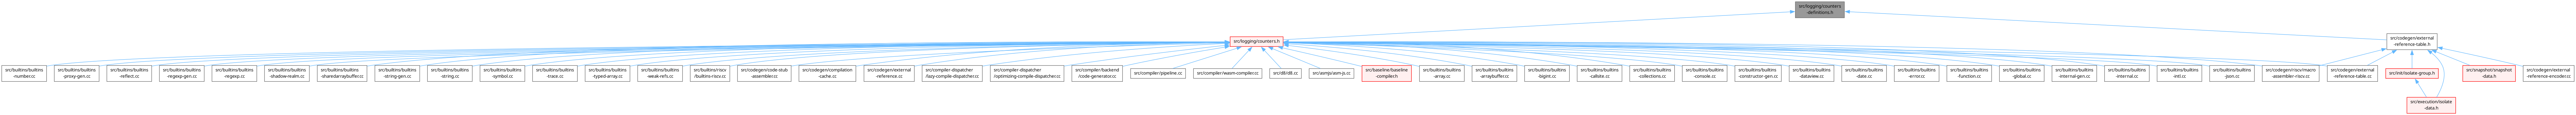 src/logging/counters
-definitions.h
src/logging/counters.h
src/codegen/external
-reference-table.h
src/builtins/builtins
-number.cc
src/builtins/builtins
-proxy-gen.cc
src/builtins/builtins
-reflect.cc
src/builtins/builtins
-regexp-gen.cc
src/builtins/builtins
-regexp.cc
src/builtins/builtins
-shadow-realm.cc
src/builtins/builtins
-sharedarraybuffer.cc
src/builtins/builtins
-string-gen.cc
src/builtins/builtins
-string.cc
src/builtins/builtins
-symbol.cc
src/builtins/builtins
-trace.cc
src/builtins/builtins
-typed-array.cc
src/builtins/builtins
-weak-refs.cc
src/builtins/riscv
/builtins-riscv.cc
src/codegen/code-stub
-assembler.cc
src/codegen/compilation
-cache.cc
src/codegen/external
-reference.cc
src/compiler-dispatcher
/lazy-compile-dispatcher.cc
src/compiler-dispatcher
/optimizing-compile-dispatcher.cc
src/compiler/backend
/code-generator.cc
src/compiler/pipeline.cc
src/compiler/wasm-compiler.cc
src/d8/d8.cc
src/asmjs/asm-js.cc
src/baseline/baseline
-compiler.h
src/builtins/builtins
-array.cc
src/builtins/builtins
-arraybuffer.cc
src/builtins/builtins
-bigint.cc
src/builtins/builtins
-callsite.cc
src/builtins/builtins
-collections.cc
src/builtins/builtins
-console.cc
src/builtins/builtins
-constructor-gen.cc
src/builtins/builtins
-dataview.cc
src/builtins/builtins
-date.cc
src/builtins/builtins
-error.cc
src/builtins/builtins
-function.cc
src/builtins/builtins
-global.cc
src/builtins/builtins
-internal-gen.cc
src/builtins/builtins
-internal.cc
src/builtins/builtins
-intl.cc
src/builtins/builtins
-json.cc
src/codegen/riscv/macro
-assembler-riscv.cc
src/codegen/external
-reference-table.cc
src/init/isolate-group.h
src/snapshot/snapshot
-data.h
src/codegen/external
-reference-encoder.cc
src/execution/isolate
-data.h